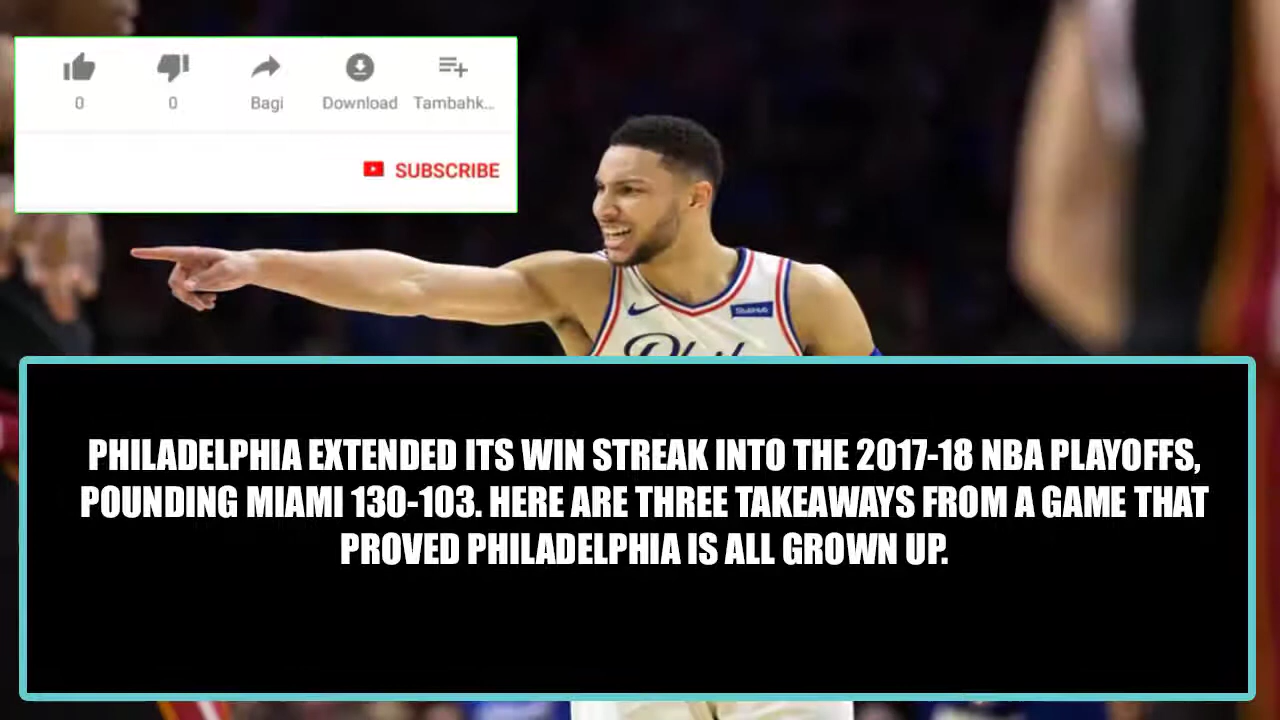 0
0
Bagi
Download
Tambahk...
SUBSCRIBE
StubHub
PHILADELPHIA EXTENDED ITS WIN STREAK INTO THE 2017-18 NBA PLAYOFFS,
POUNDING MIAMI 130-103. HERE ARE THREE TAKEAWAYS FROM A GAME THAT
PROVED PHILADELPHIA IS ALL GROWN UP.